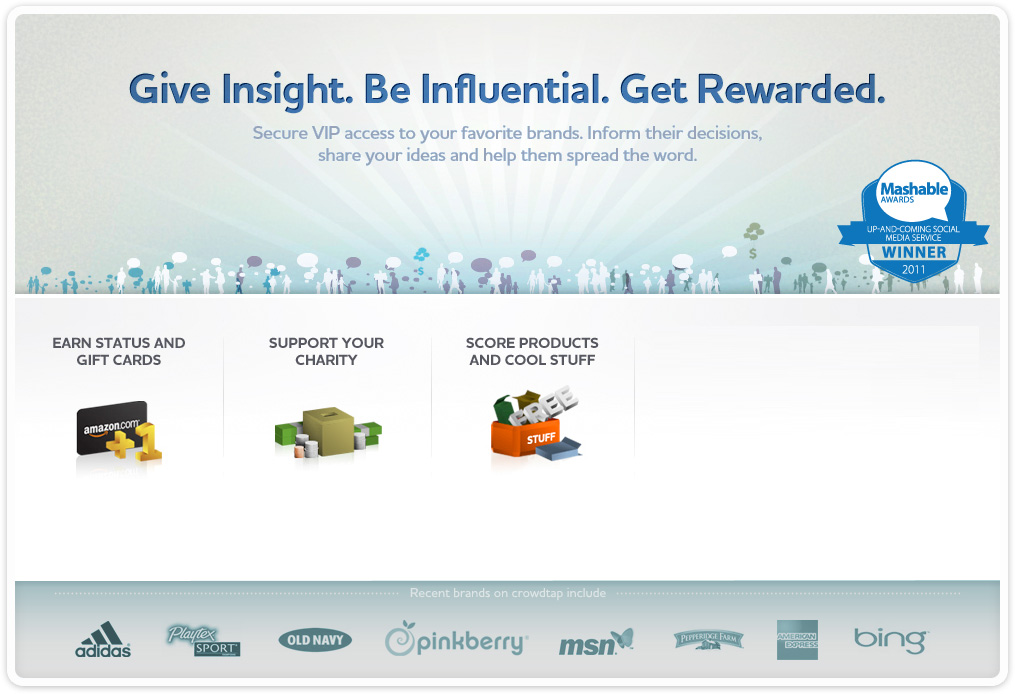 Give Insight. Be Influential. Get Rewarded.
Secure VIP access to your favorite brands. Inform their decisions,
share your ideas and help them spread the word.
Mashable
AWARDS
UP-AND-COMING SOCIAL
MEDIA SERVICE
WINNER
2011
$
$
EARN STATUS AND
GIFT CARDS
amazon.com
+1
SUPPORT YOUR
CHARITY
SCORE PRODUCTS
AND COOL STUFF
FREE
STUFF
Recent brands on crowdtap include
adidas
Playtex
SPORT
OLD NAVY
pinkberry
msn
PEPPERIDGE FARM
AMERICAN
EXPRESS
bing